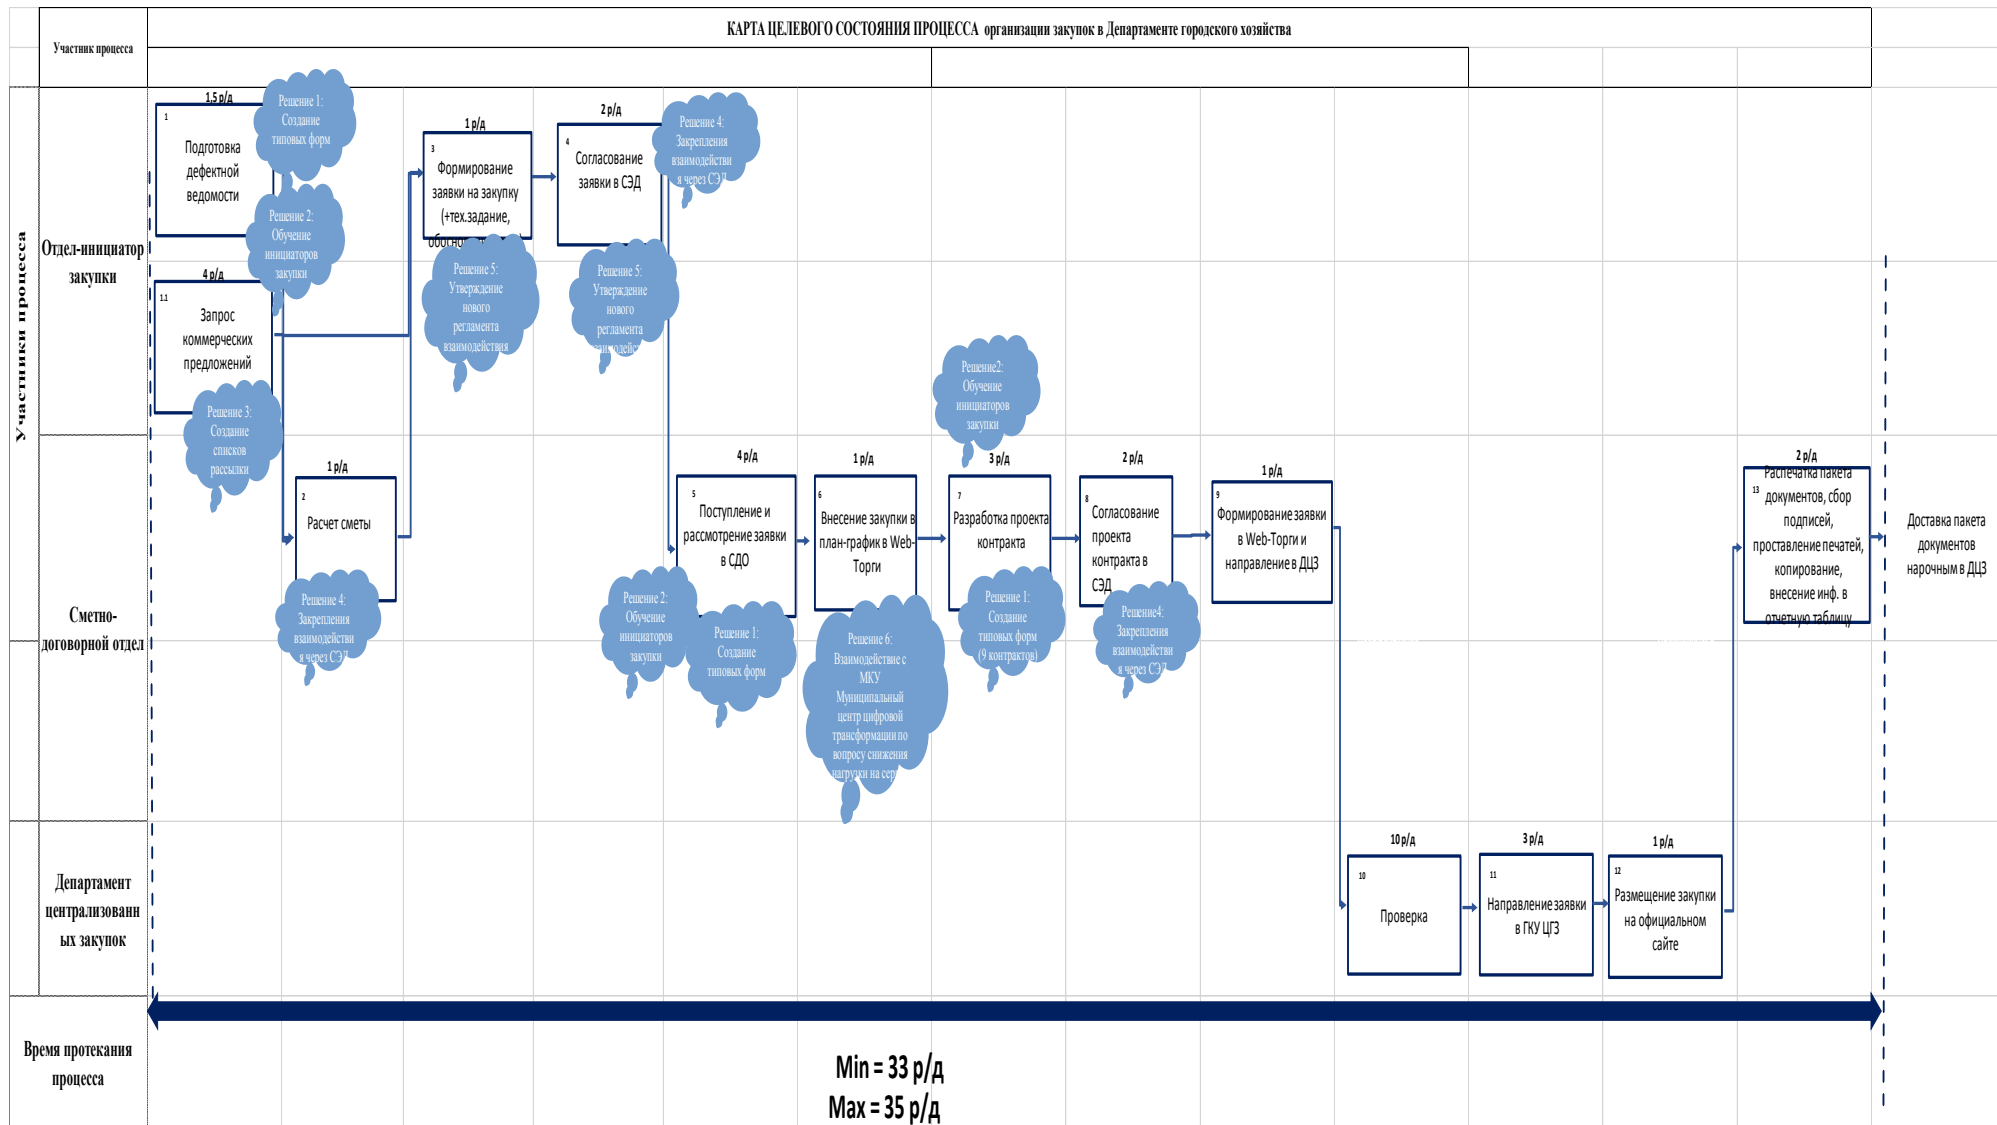 КАРТА ЦЕЛЕВОГО СОСТОЯНИЯ ПРОЦЕССА организации закупок в Департаменте городского хозяйства
Участник процесса
Участники процесса
Отдел-инициатор
закупки
1,5 р/д
1
Подготовка
дефектной
ведомости
Решение 1:
Создание
типовых форм
Решение 2:
Обучение
инициаторов
закупки
4 р/д
1.1
Запрос
коммерческих
предложений
Решение 3:
Создание
списков
рассылки
1 р/д
3
Формирование
заявки на закупку
(+тех.задание,
Решение 5:
Утверждение
нового
регламента
взаимодействия
2 р/д
4
Согласование
заявки в СЭД
Решение 4:
Закрепления
взаимодействи
я через СЭД
Решение 5:
Утверждение
нового
регламента
Сметно-
договорной отдел
1 р/д
2
Расчет сметы
Решение 4:
Закрепления
взаимодействи
я через СЭД
4 р/д
5
Поступление и
рассмотрение заявки
в СДО
Решение 2:
Обучение
инициаторов
закупки
Решение 1:
Создание
типовых форм
1 р/д
6
Внесение закупки в
план-график в Web-
Торги
Решение 6:
Взаимодействие с
МКУ
Муниципальный
центр цифровой
трансформации по
вопросу снижения
нагрузки на
Решение2:
Обучение
инициаторов
закупки
3 р/д
7
Разработка проекта
контракта
Решение 1:
Создание
типовых форм
(9 контрактов)
2 р/д
8
Согласование
проекта
контракта в
СЭД
Решение4:
Закрепления
взаимодействи
я через СЭД
1 р/д
9
Формирование заявки
в Web-Торги и
направление в ДЦЗ
2 р/д
13
Распечатка пакета
документов, сбор
подписей,
проставление печатей,
копирование,
внесение инф. в
отчетную таблицу
Доставка пакета
документов
нарочным в ДЦЗ
Департамент
централизованн
ых закупок
10 р/д
10
Проверка
3 р/д
11
Направление заявки
в ГКУ ЦГЗ
1 р/д
12
Размещение закупки
на официальном
сайте
Время протекания
процесса
Min = 33 р/д
Max = 35 р/д